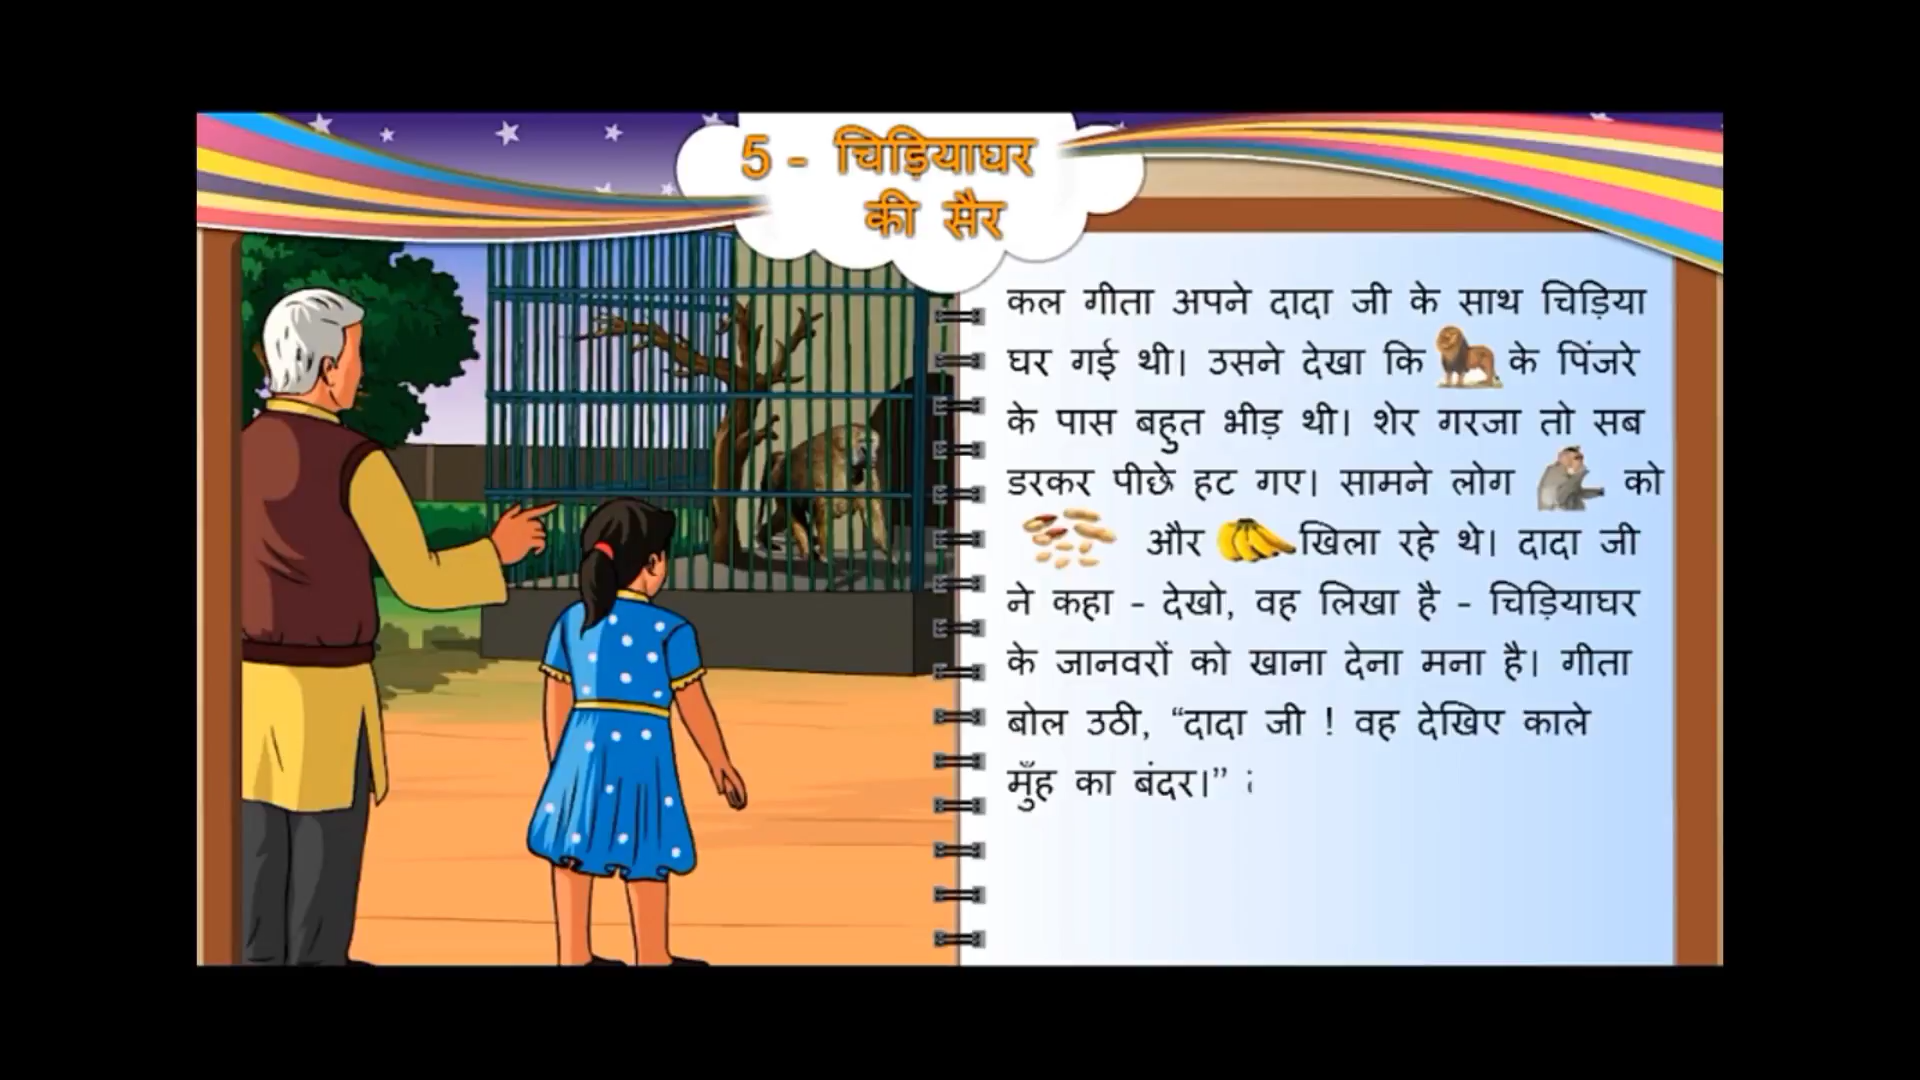 5 - चिड़ियाघर
की सैर
कल गीता अपने दादा जी के साथ चिड़िया
घर गई थी। उसने देखा कि के पिंजरे
के पास बहुत भीड़ थी। शेर गरजा तो सब
डरकर पीछे हट गए। सामने लोग को
और खिला रहे थे। दादा जी
ने कहा - देखो, वह लिखा है - चिड़ियाघर
के जानवरों को खाना देना मना है। गीता
बोल उठी, “दादा जी ! वह देखिए काले
मुँह का बंदर।”